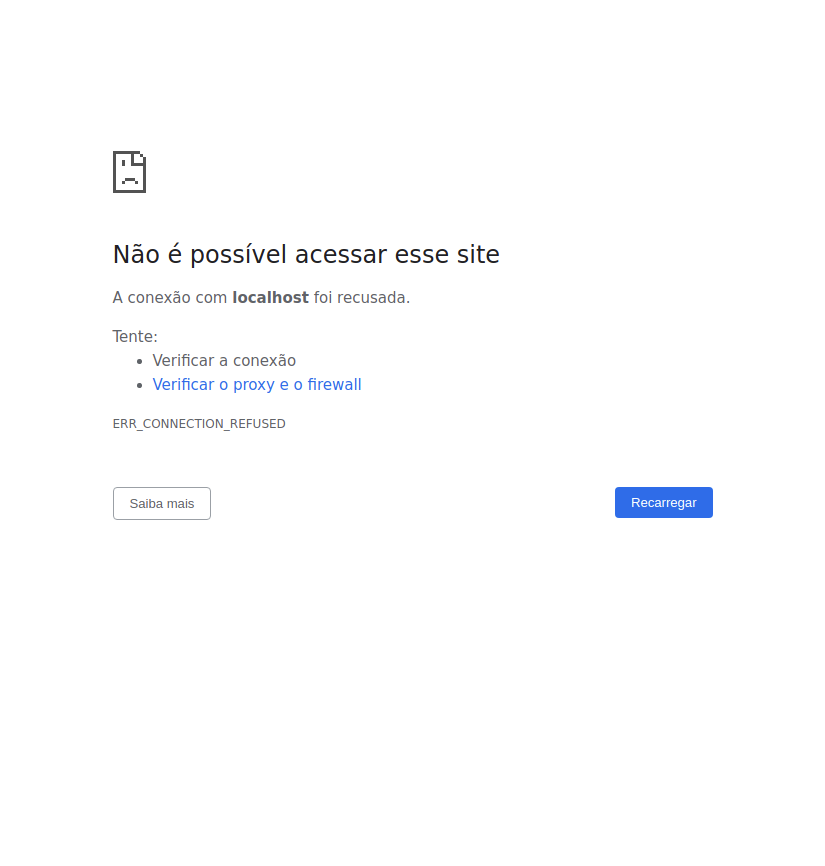 Não é possível acessar esse site
A conexão com localhost foi recusada.
Tente:
Verificar a conexão
Verificar o proxy e o firewall
ERR_CONNECTION_REFUSED
Saiba mais
Recarregar